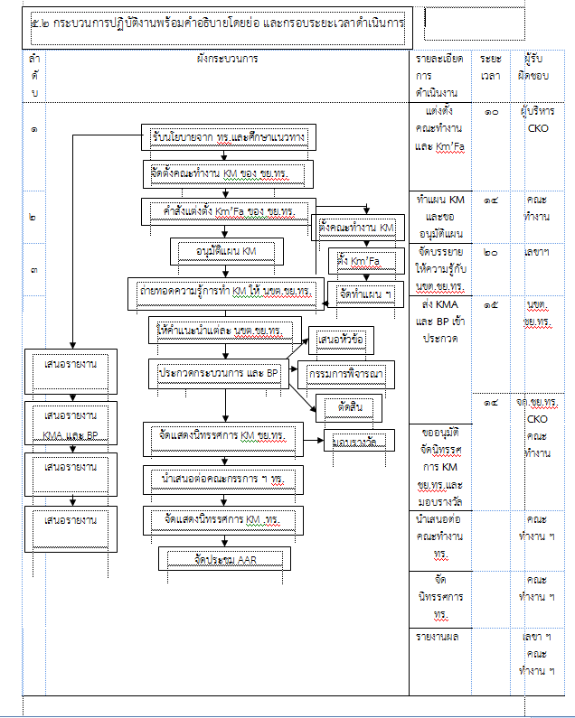 ๕.๒ กระบวนการปฏิบัติงานพร้อมคำอธิบายโดยย่อ และกรอบระยะเวลาดำเนินการ
ลำ
ดั
บ
ผังกระบวนการ
รายละเอียด
การ
ดำเนินงาน
ระยะ
เวลา
ผู้รับ
ผิดชอบ
๑
รับนโยบายจาก ทร.และศึกษาแนวทาง
จัดตั้งคณะทำงาน KM ของ ขย.ทร.
แต่งตั้ง
คณะทำงาน
และ Km'Fa
๑๐
ผู้บริหาร
CKO
๒
คำสั่งแต่งตั้ง Km'Fa ของ ขย.ทร.
ตั้งคณะทำงาน KM
อนุมัติแผน KM
ทำแผน KM
และขอ
อนุมัติแผน
๑๔
คณะ
ทำงาน
๓
ตั้ง Km'Fa
ถ่ายทอดความรู้การทำ KM ให้ นขต.ขย.ทร.
จัดทำแผน ฯ
จัดบรรยาย
ให้ความรู้กับ
นขต.ขย.ทร.
๒๐
เลขาฯ
ให้คำแนะนำแต่ละ นขต.ขย.ทร.
เสนอหัวข้อ
ส่ง KMA
และ BP เข้า
ประกวด
๑๕
นขต.
ขย.ทร.
เสนอรายงาน
ประกวดกระบวนการ และ BP
กรรมการพิจารณา
ตัดสิน
๑๔
จก.ขย.ทร.
CKO
คณะ
ทำงาน
เสนอรายงาน
KMA และ BP
จัดแสดงนิทรรศการ KM ขย.ทร.
มอบรางวัล
ขออนุมัติ
จัดนิทรรศ
การ KM
ขย.ทร.และ
มอบรางวัล
เสนอรายงาน
นำเสนอต่อคณะกรรการ ฯ ทร.
เสนอรายงาน
จัดแสดงนิทรรศการ KM .ทร.
นำเสนอต่อ
คณะทำงาน
ทร.
คณะ
ทำงาน ฯ
จัดประชุม AAR
จัด
นิทรรศการ
ทร.
คณะ
ทำงาน ฯ
รายงานผล
เลขา ฯ
คณะ
ทำงาน ฯ